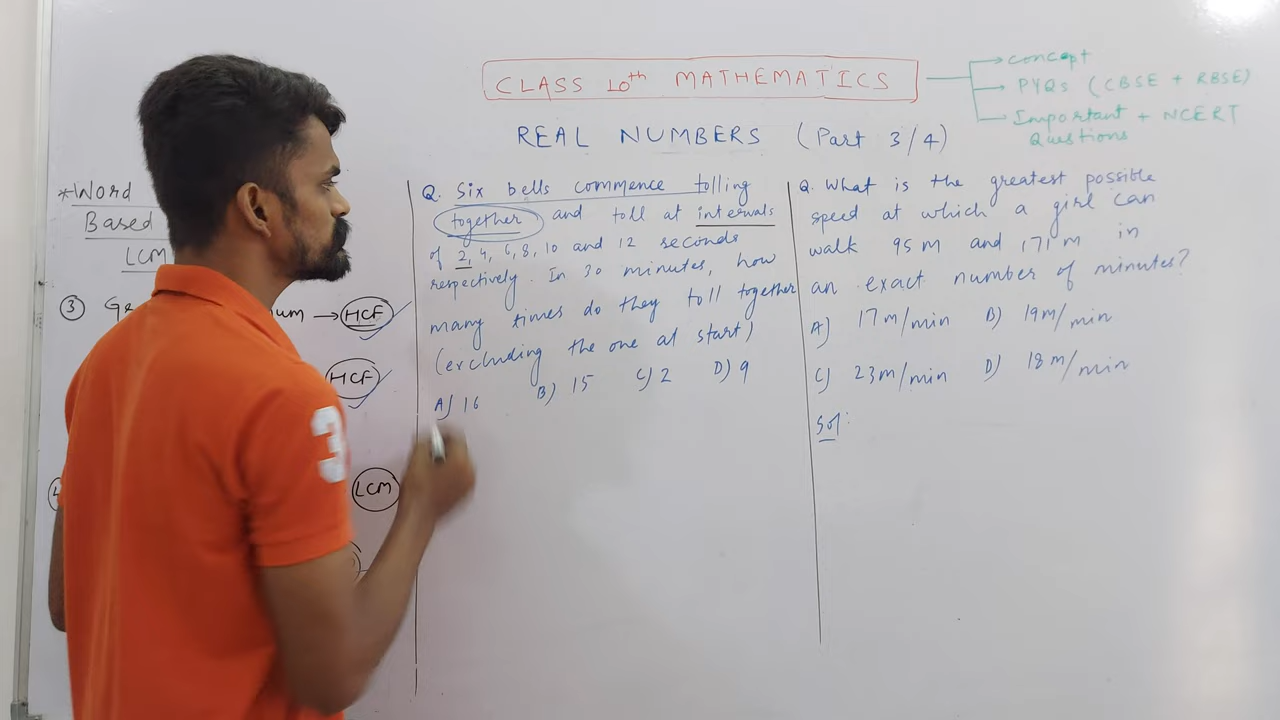 CLASS 10th MATHEMATICS
concept
PYQs (CBSE + RBSE)
Important + NCERT
Questions
REAL NUMBERS (Part 3/4)
*Word
Based
LCM
③ → HCF
HCF
LCM
Q. Six bells commence tolling
together and toll at intervals
of 2, 4, 6, 8, 10 and 12 seconds
respectively. In 30 minutes, how
many times do they toll together
(excluding the one at start)
A) 16 B) 15 C) 2 D) 9
Q. What is the greatest possible
speed at which a girl can
walk 95 m and 171 m in
an exact number of minutes?
A) 17 m/min B) 19 m/min
C) 23 m/min D) 18 m/min
Sol:
3